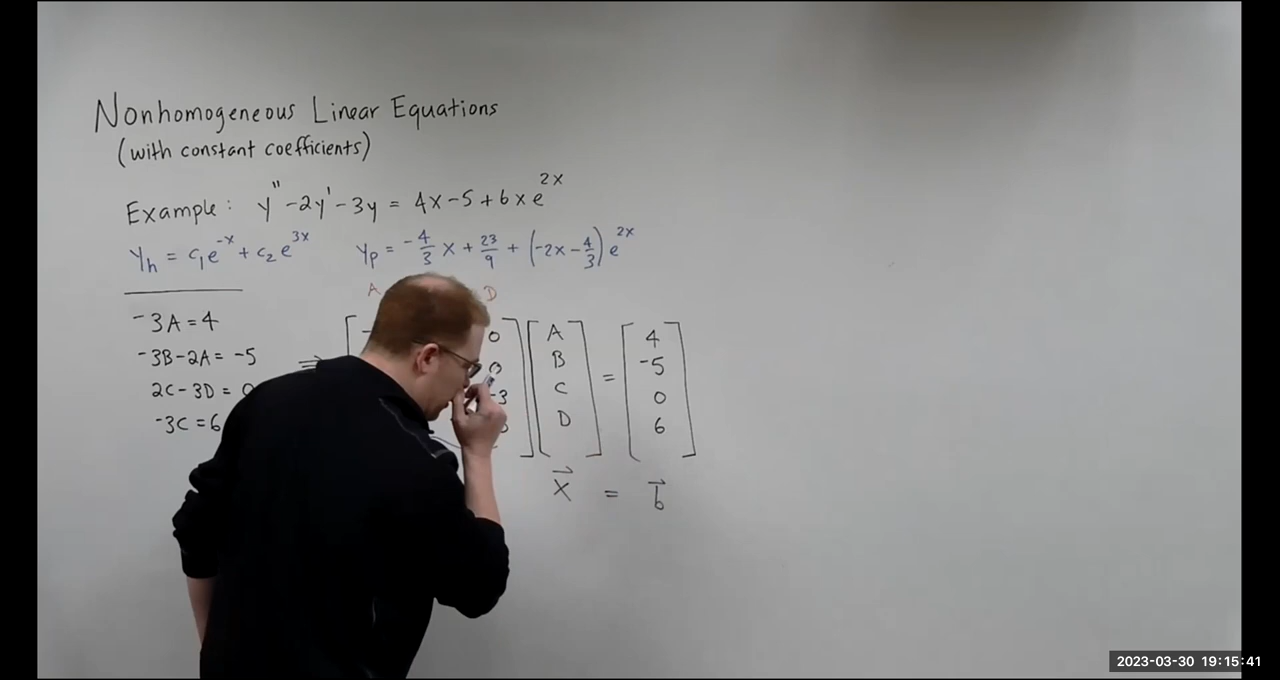 Nonhomogeneous Linear Equations
(with constant coefficients)
Example: y'' -2y' -3y = 4x-5+6xe^2x
y_h = c_1e^-x + c_2e^3x y_p = -4/3 x + 23/9 + (-2x-4/3)e^2x
A D
-3A=4
-3B-2A=-5
2C-3D=0
-3C=6
⇒
0
0
-3
A
B
C
D
=
4
-5
0
6
x⃗ = b⃗
2023-03-30 19:15:41